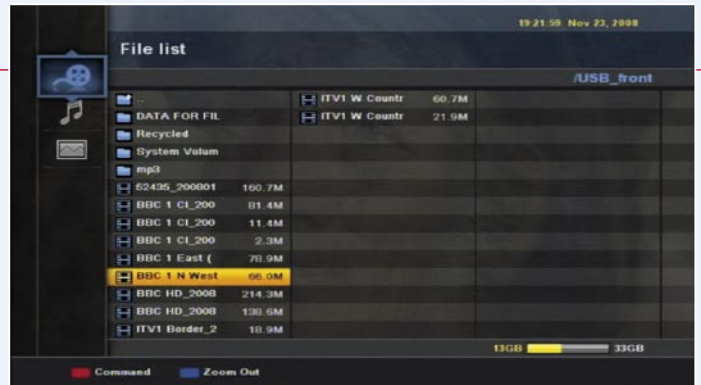 19:21:59 Nov 23, 2008
File list
/USB_front
..
DATA FOR FIL
Recycled
System Volum
mp3
52435_200801 160.7M
BBC 1 CI_200 81.4M
BBC 1 CI_200 11.4M
BBC 1 CI_200 2.3M
BBC 1 East ( 78.9M
BBC 1 N West 66.0M
BBC HD_2008 214.3M
BBC HD_2008 138.6M
ITV1 Border_2 18.9M
ITV1 W Countr 60.7M
ITV1 W Countr 21.9M
13GB 33GB
Command Zoom Out